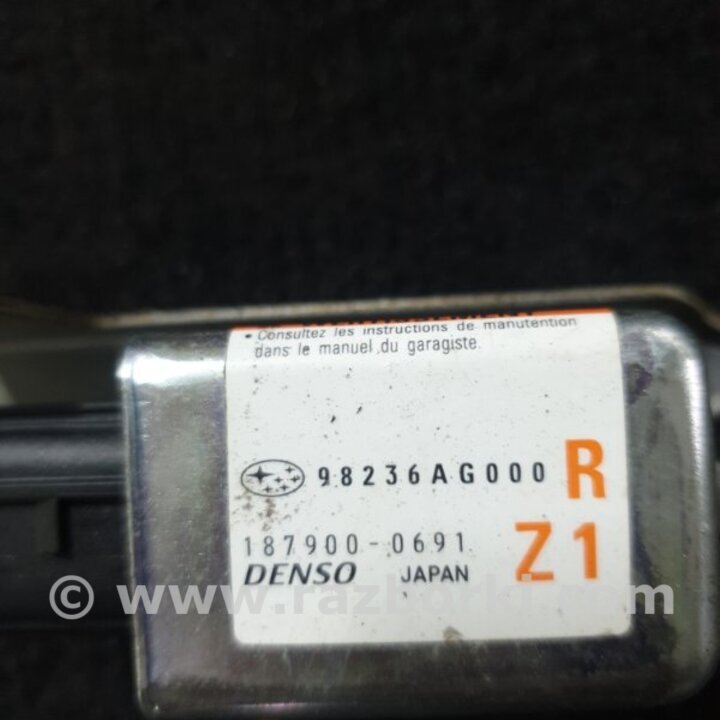 • Consultez les instructions de manutention
dans le manuel du garagiste.
98236AG000 R
187900-0691 Z1
DENSO JAPAN
© www.razborki.com